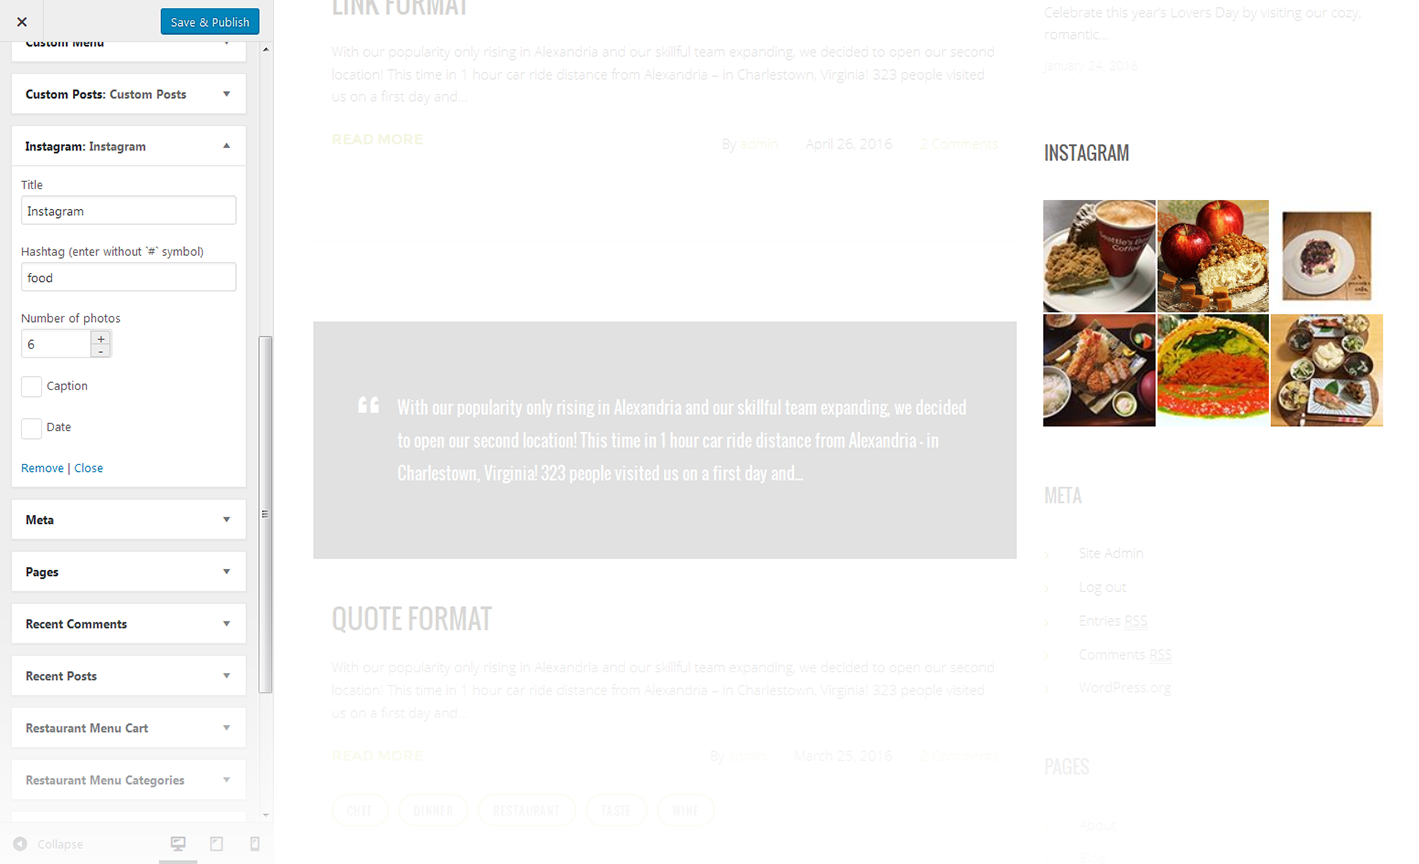 Save & Publish
Custom Menu
Custom Posts: Custom Posts
Instagram: Instagram
Title
Instagram
Hashtag (enter without `#` symbol)
food
Number of photos
6
+
-
Caption
Date
Remove | Close
Meta
Pages
Recent Comments
Recent Posts
Restaurant Menu Cart
Restaurant Menu Categories
Collapse
LINK FORMAT
With our popularity only rising in Alexandria and our skillful team expanding, we decided to open our second
location! This time in 1 hour car ride distance from Alexandria – in Charlestown, Virginia! 323 people visited
us on a first day and...
READ MORE
By admin April 26, 2016 2 Comments
“ With our popularity only rising in Alexandria and our skillful team expanding, we decided
to open our second location! This time in 1 hour car ride distance from Alexandria - in
Charlestown, Virginia! 323 people visited us on a first day and...
QUOTE FORMAT
With our popularity only rising in Alexandria and our skillful team expanding, we decided to open our second
location! This time in 1 hour car ride distance from Alexandria – in Charlestown, Virginia! 323 people visited
us on a first day and...
READ MORE
By admin March 25, 2016 2 Comments
CHEF DINNER RESTAURANT TASTE WINE
Celebrate this year's Lovers Day by visiting our cozy,
romantic...
January 24, 2016
INSTAGRAM
Seattle's Best
Coffee
META
Site Admin
Log out
Entries RSS
Comments RSS
WordPress.org
PAGES
About
Blog